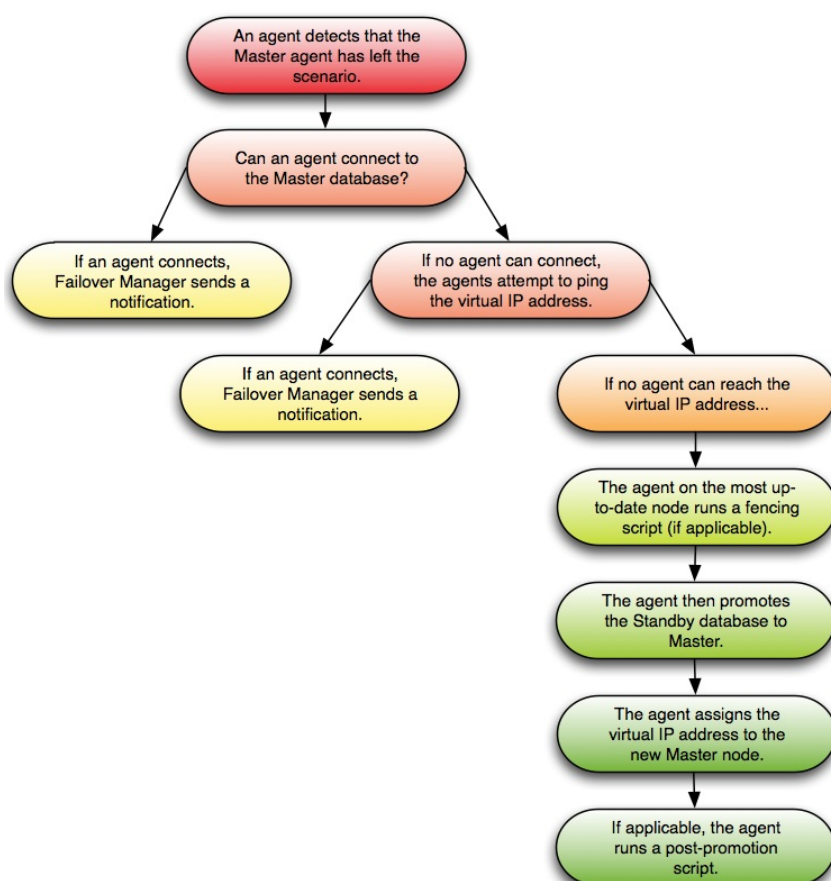 An agent detects that the
Master agent has left the
scenario.
Can an agent connect to
the Master database?
If an agent connects,
Failover Manager sends a
notification.
If no agent can connect,
the agents attempt to ping
the virtual IP address.
If an agent connects,
Failover Manager sends a
notification.
If no agent can reach the
virtual IP address...
The agent on the most up-
to-date node runs a fencing
script (if applicable).
The agent then promotes
the Standby database to
Master.
The agent assigns the
virtual IP address to the
new Master node.
If applicable, the agent
runs a post-promotion
script.